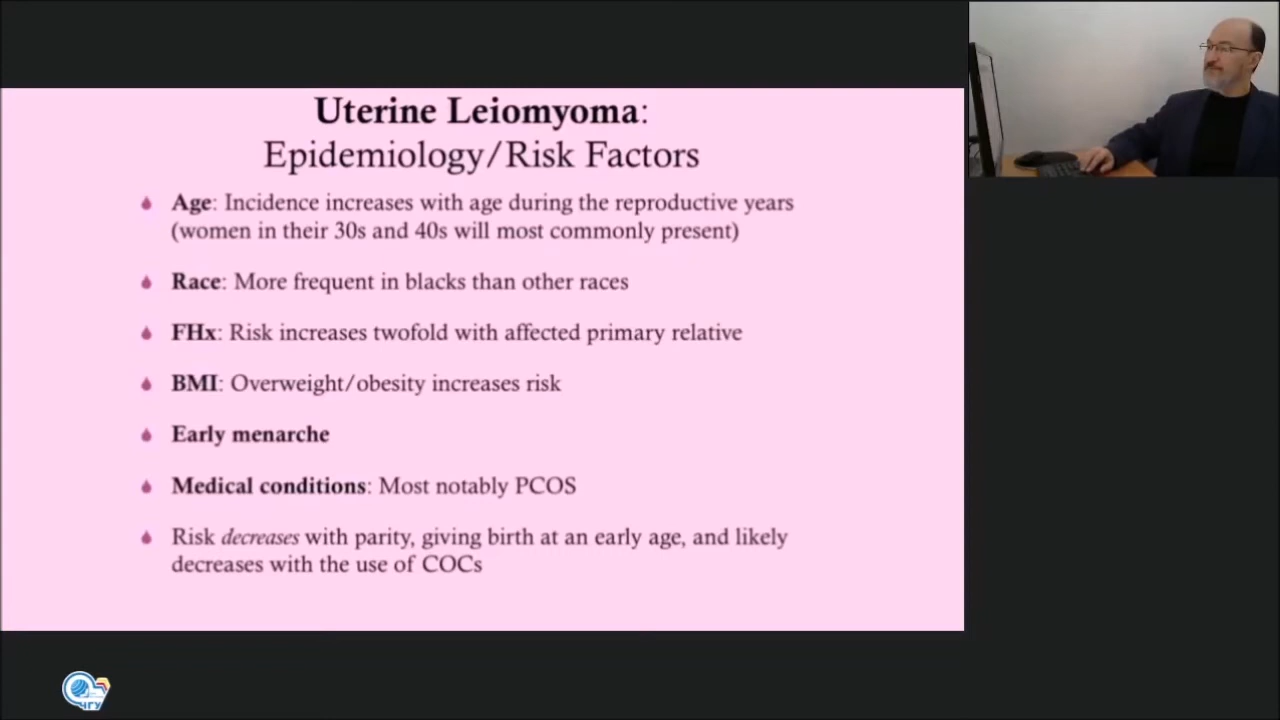 Uterine Leiomyoma:
Epidemiology/Risk Factors
Age: Incidence increases with age during the reproductive years
(women in their 30s and 40s will most commonly present)
Race: More frequent in blacks than other races
FHx: Risk increases twofold with affected primary relative
BMI: Overweight/obesity increases risk
Early menarche
Medical conditions: Most notably PCOS
Risk decreases with parity, giving birth at an early age, and likely
decreases with the use of COCs
ЧГУ